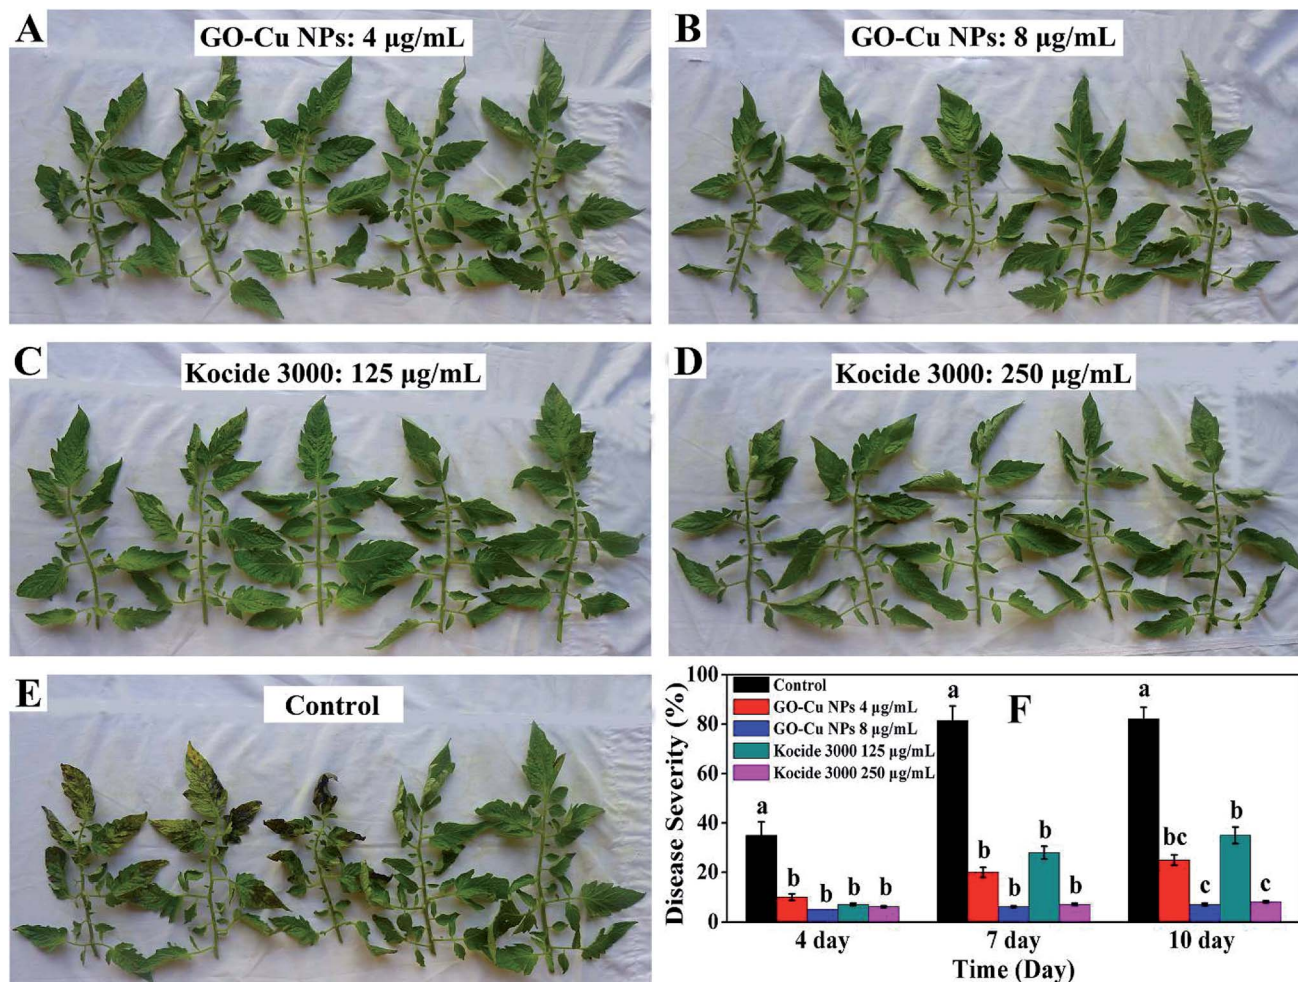 A
GO-Cu NPs: 4 µg/mL
B
GO-Cu NPs: 8 µg/mL
C
Kocide 3000: 125 µg/mL
D
Kocide 3000: 250 µg/mL
E
Control
F
Disease Severity (%)
100
80
60
40
20
0
Control
GO-Cu NPs 4 µg/mL
GO-Cu NPs 8 µg/mL
Kocide 3000 125 µg/mL
Kocide 3000 250 µg/mL
a
b
b
b
b
a
b
b
b
b
a
bc
c
b
c
4 day
7 day
10 day
Time (Day)